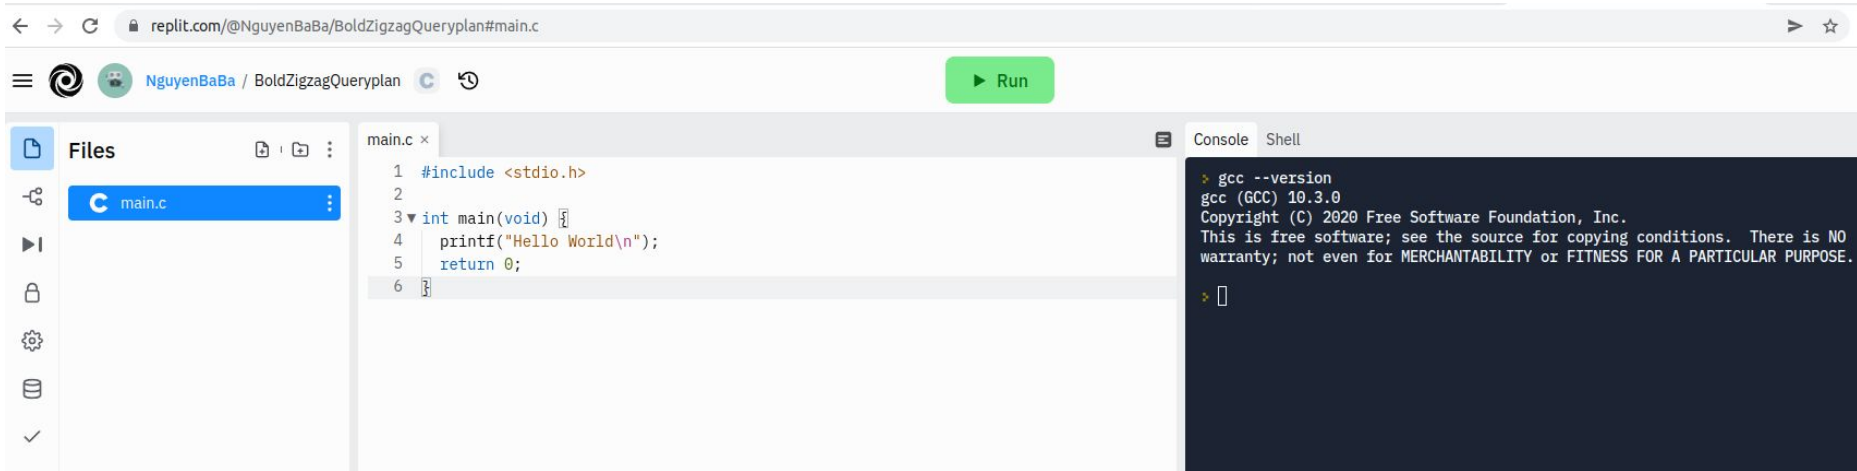 replit.com/@NguyenBaBa/BoldZigzagQueryplan#main.c
NguyenBaBa / BoldZigzagQueryplan C
Run
Files
main.c
main.c ×
1 #include <stdio.h>
2
3 int main(void) {
4   printf("Hello World\n");
5   return 0;
6 }
Console Shell
> gcc --version
gcc (GCC) 10.3.0
Copyright (C) 2020 Free Software Foundation, Inc.
This is free software; see the source for copying conditions.  There is NO
warranty; not even for MERCHANTABILITY or FITNESS FOR A PARTICULAR PURPOSE.
>